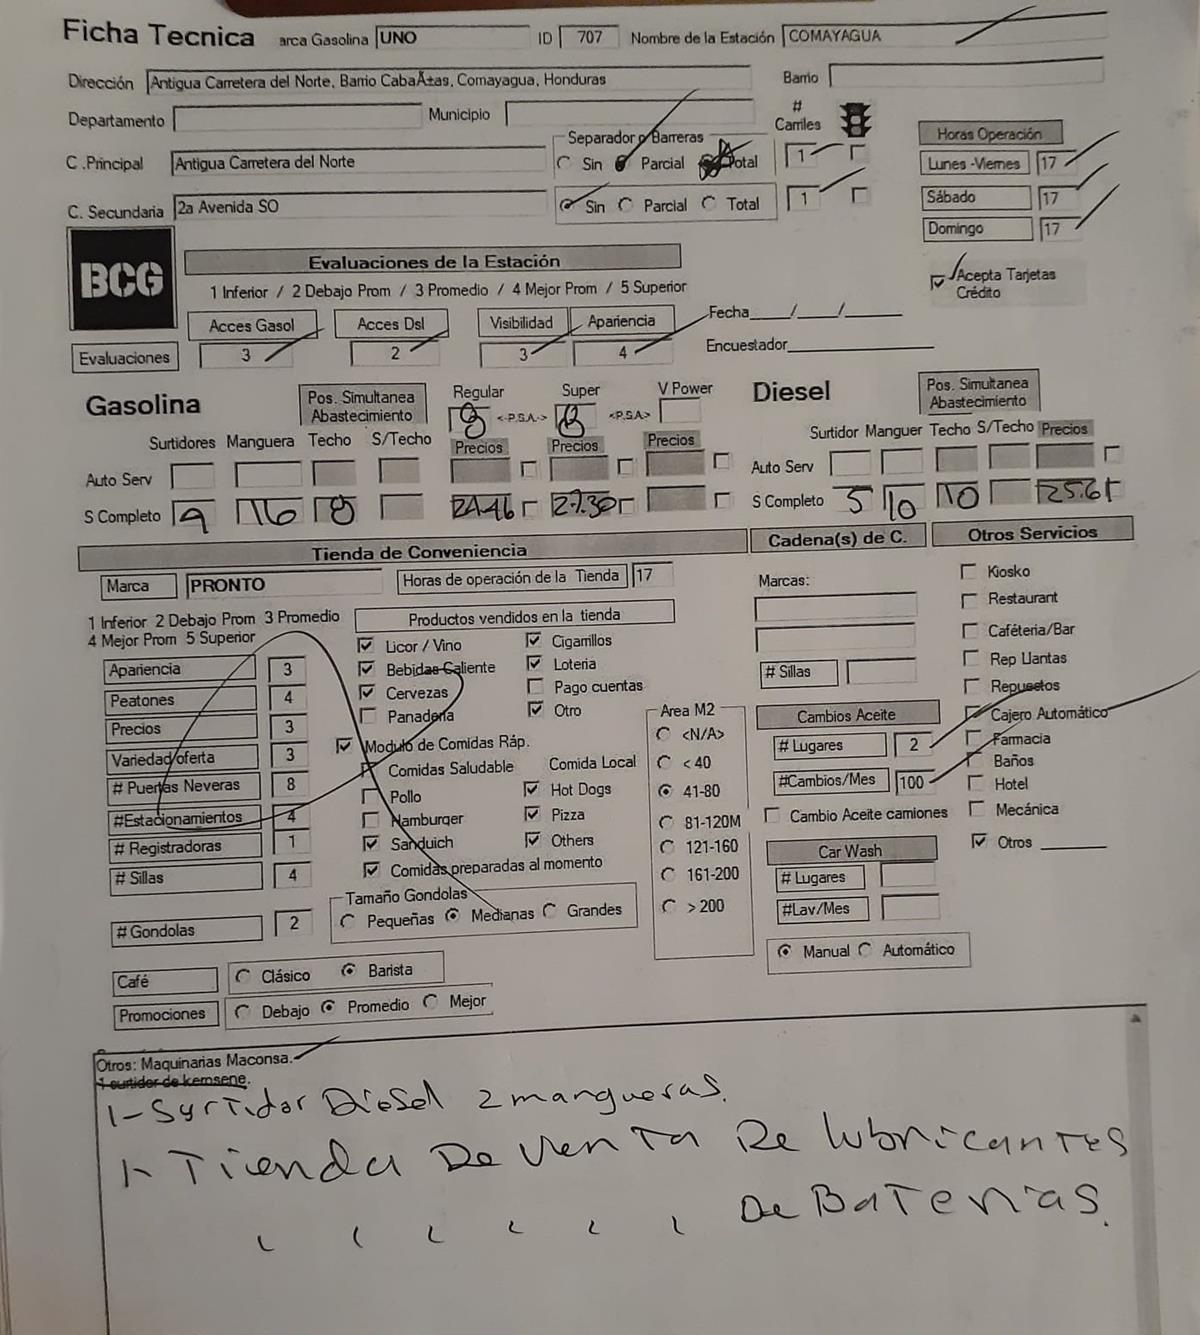 Ficha Tecnica arca Gasolina UNO ID 707 Nombre de la Estación COMAYAGUA
Dirección Antigua Carretera del Norte, Barrio CabaÃ±as, Comayagua, Honduras Barrio
Departamento Municipio # Carriles
Separador o Barreras
Horas Operación
C .Principal Antigua Carretera del Norte Sin Parcial Total 1 Lunes -Viernes 17
C. Secundaria 2a Avenida SO Sin Parcial Total 1 Sábado 17
Domingo 17
BCG
Evaluaciones de la Estación
1 Inferior / 2 Debajo Prom / 3 Promedio / 4 Mejor Prom / 5 Superior
Acepta Tarjetas
Crédito
Acces Gasol Acces Dsl Visibilidad Apariencia Fecha___/___/_____
Evaluaciones 3 2 3 4 Encuestador
Gasolina Pos. Simultanea Abastecimiento Regular 8 <-P.S.A.-> Super 8 <P.S.A> V Power Diesel Pos. Simultanea Abastecimiento
Surtidores Manguera Techo S/Techo Precios Precios Precios Surtidor Manguer Techo S/Techo Precios
Auto Serv Auto Serv
S Completo 9 16 8 24.46 27.30 S Completo 5 10 10 25.61
Tienda de Conveniencia Cadena(s) de C. Otros Servicios
Marca PRONTO Horas de operación de la Tienda 17 Marcas: Kiosko
Restaurant
1 Inferior 2 Debajo Prom 3 Promedio Productos vendidos en la tienda
4 Mejor Prom 5 Superior Licor / Vino Cigarrillos Caféteria/Bar
Apariencia 3 Bebidas Caliente Loteria # Sillas Rep Llantas
Peatones 4 Cervezas Pago cuentas Repuestos
Precios 3 Panadería Otro Area M2 Cambios Aceite Cajero Automático
Variedad/oferta 3 Modulo de Comidas Ráp. <N/A> # Lugares 2 Farmacia
# Puertas Neveras 8 Comidas Saludable Comida Local < 40 #Cambios/Mes 100 Baños
Pollo Hot Dogs 41-80 Hotel
#Estacionamientos 4 Hamburger Pizza 81-120M Cambio Aceite camiones Mecánica
# Registradoras 1 Sanduich Others 121-160 Car Wash Otros
# Sillas 4 Comidas preparadas al momento 161-200 # Lugares
Tamaño Gondolas
# Gondolas 2 Pequeñas Medianas Grandes > 200 #Lav/Mes
Manual Automático
Café Clásico Barista
Promociones Debajo Promedio Mejor
Otros: Maquinarias Maconsa.
1 surtidor de kerosene.
1-Surtidor Diesel 2 mangueras.
1- Tienda De Venta De lubricantes
De Baterias.